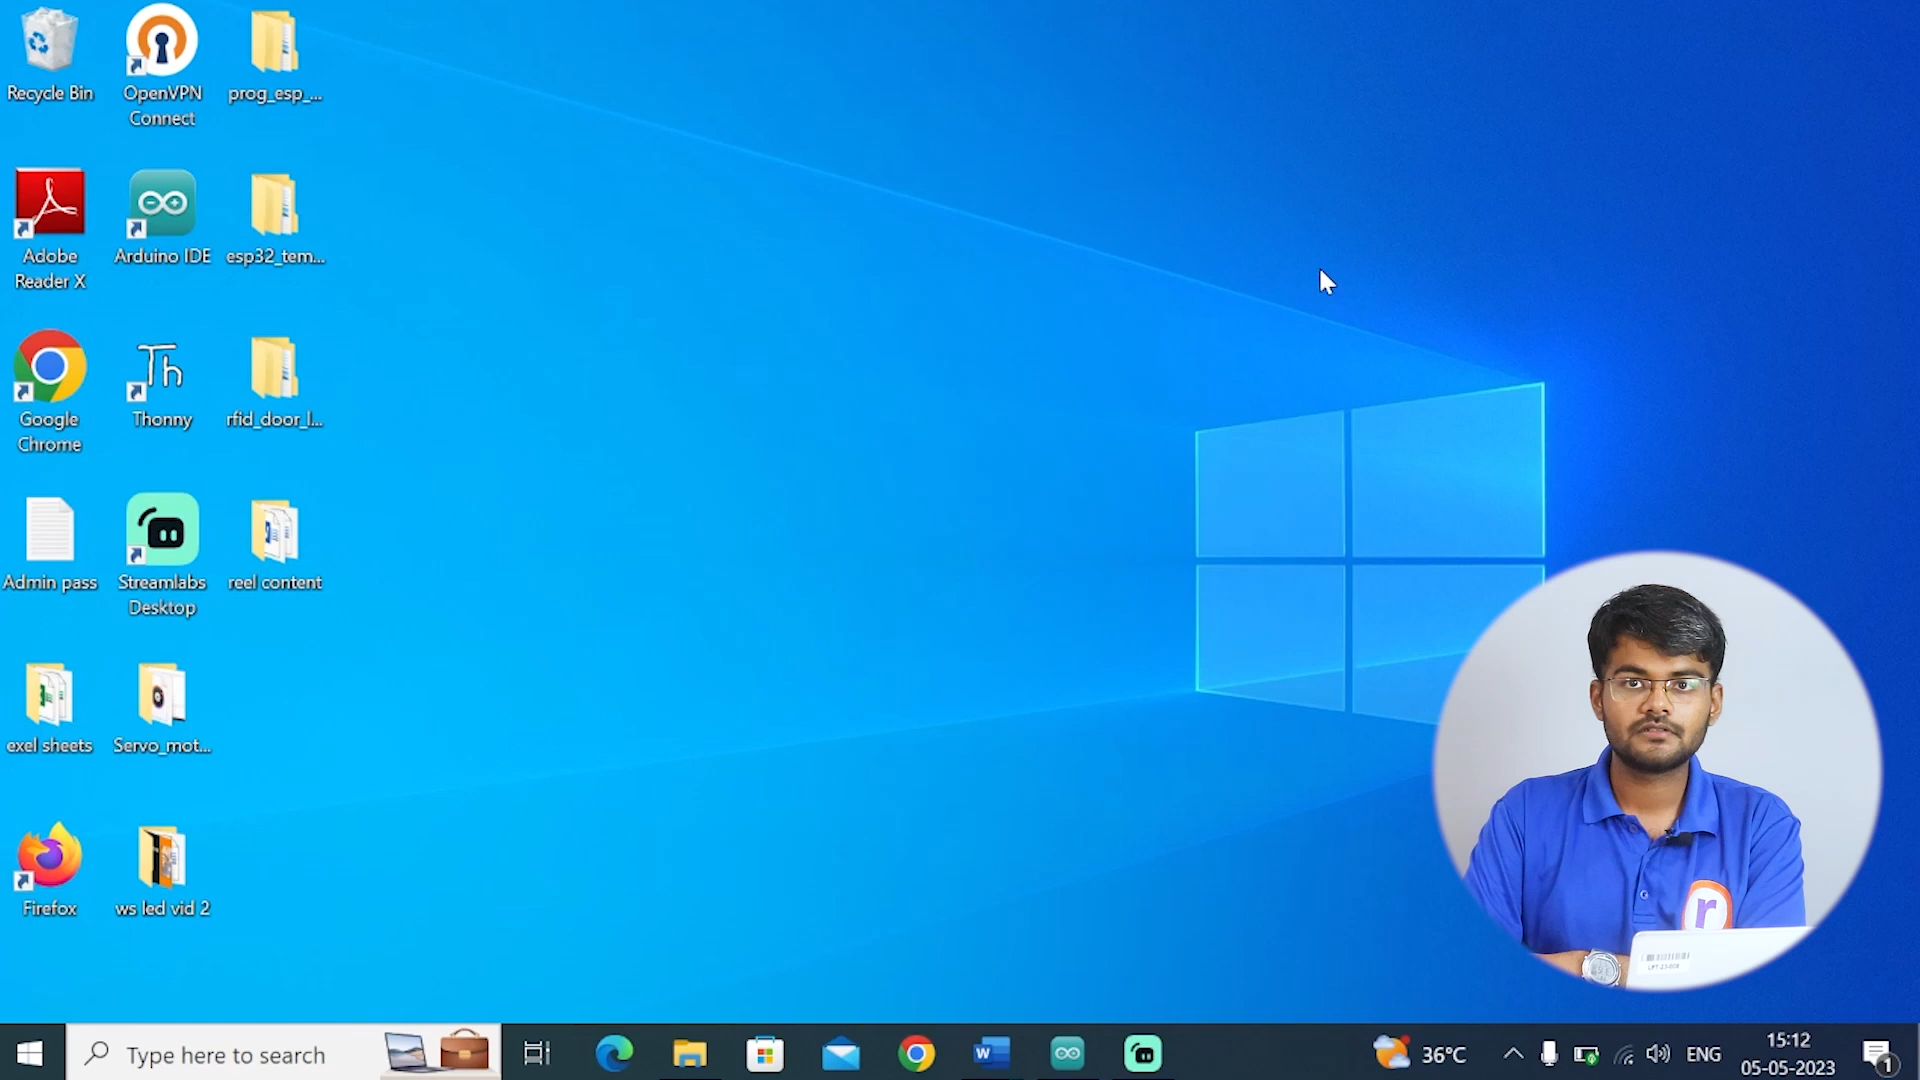 Recycle Bin
OpenVPN
Connect
prog_esp_...
Adobe
Reader X
Arduino IDE
esp32_tem...
Google
Chrome
Th
Thonny
rfid_door_l...
Admin pass
Streamlabs
Desktop
reel content
exel sheets
Servo_mot...
Firefox
ws led vid 2
r
Type here to search
W
36°C
ENG
15:12
05-05-2023
1